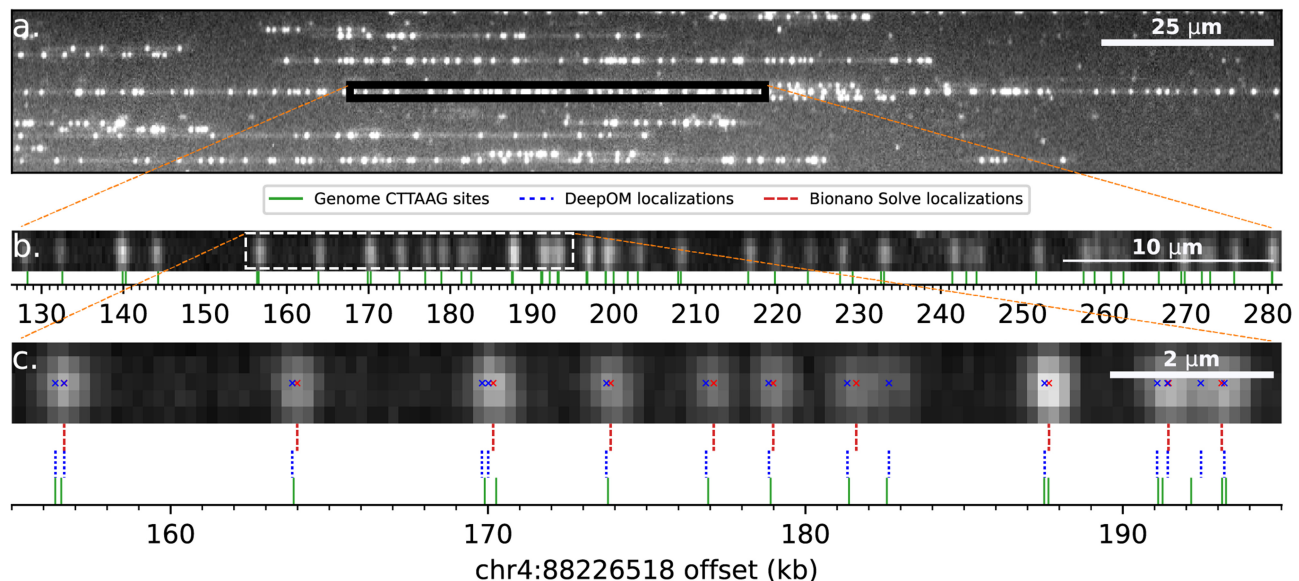 a.
25 μm
Genome CTTAAG sites
DeepOM localizations
Bionano Solve localizations
b.
10 μm
130 140 150 160 170 180 190 200 210 220 230 240 250 260 270 280
c.
2 μm
160 170 180 190
chr4:88226518 offset (kb)